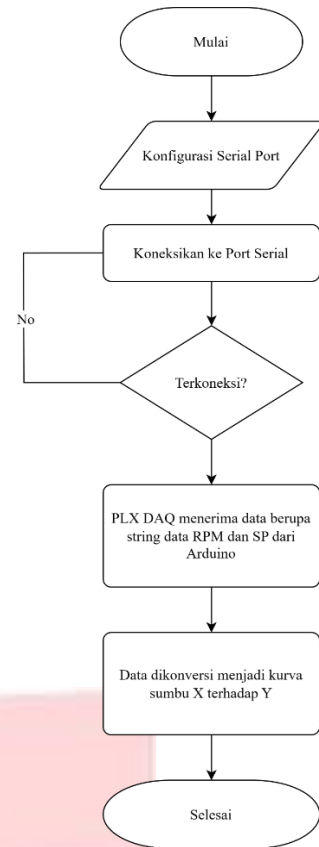 Mulai
Konfigurasi Serial Port
Koneksikan ke Port Serial
No
Terkoneksi?
PLX DAQ menerima data berupa
string data RPM dan SP dari
Arduino
Data dikonversi menjadi kurva
sumbu X terhadap Y
Selesai